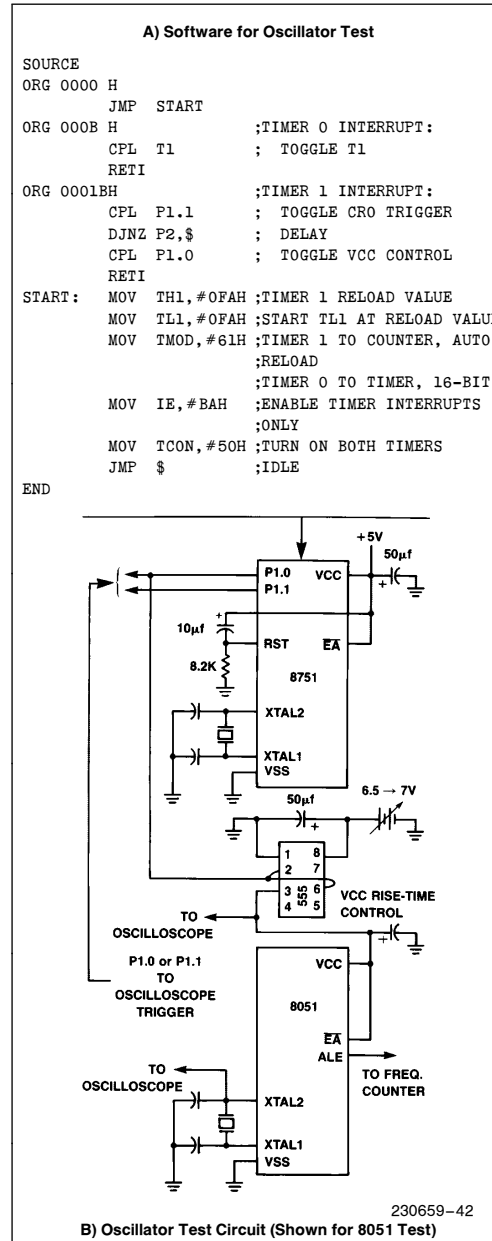 A) Software for Oscillator Test
SOURCE
ORG 0000 H
JMP START
ORG 000B H ;TIMER 0 INTERRUPT:
CPL T1 ; TOGGLE T1
RETI
ORG 0001BH ;TIMER 1 INTERRUPT:
CPL P1.1 ; TOGGLE CRO TRIGGER
DJNZ P2,$ ; DELAY
CPL P1.0 ; TOGGLE VCC CONTROL
RETI
START: MOV TH1,#0FAH ;TIMER 1 RELOAD VALUE
MOV TL1,#0FAH ;START TL1 AT RELOAD VALU
MOV TMOD,#61H ;TIMER 1 TO COUNTER, AUTO
;RELOAD
;TIMER 0 TO TIMER, 16-BIT
MOV IE,#BAH ;ENABLE TIMER INTERRUPTS
;ONLY
MOV TCON,#50H ;TURN ON BOTH TIMERS
JMP $ ;IDLE
END
+5V
50µf
+
P1.0
VCC
P1.1
+
10µf
RST
EA
8.2K
8751
XTAL2
XTAL1
VSS
50µf
+
6.5 → 7V
1 8
2 7
3 6
4 5
555
VCC RISE-TIME
CONTROL
TO
OSCILLOSCOPE
+
P1.0 or P1.1
TO
OSCILLOSCOPE
TRIGGER
VCC
8051
EA
ALE
TO FREQ.
COUNTER
TO
OSCILLOSCOPE
XTAL2
XTAL1
VSS
230659–42
B) Oscillator Test Circuit (Shown for 8051 Test)